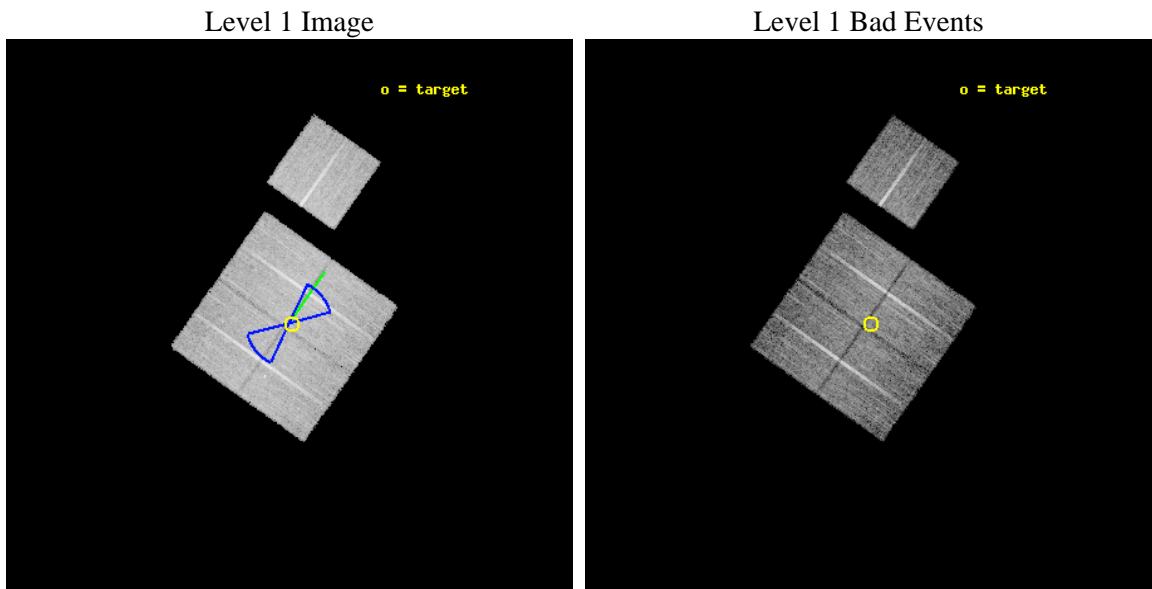 Level 1 Image
Level 1 Bad Events
o = target
o = target